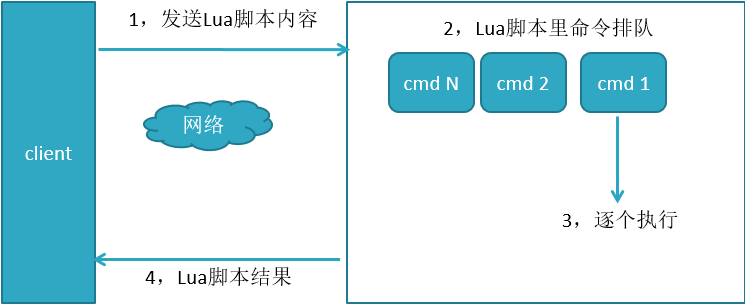 1，发送Lua脚本内容
2，Lua脚本里命令排队
cmd N
cmd 2
cmd 1
网络
client
3，逐个执行
4，Lua脚本结果